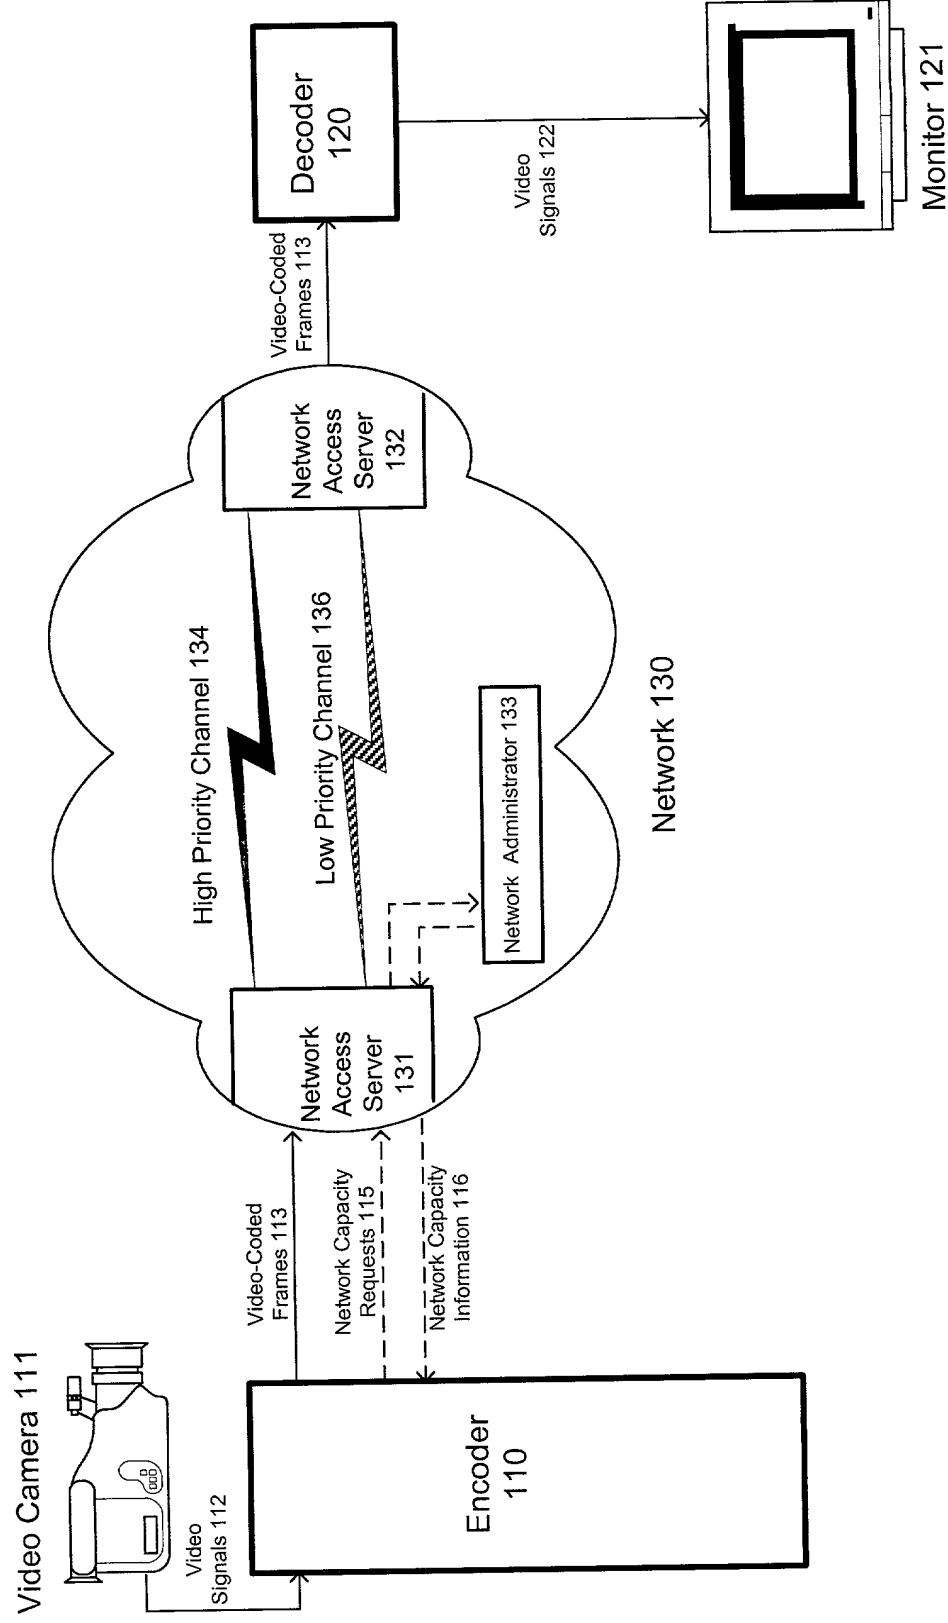 Video Camera 111
Video
Signals 112
Encoder
110
Video-Coded
Frames 113
Network Capacity
Requests 115
Network Capacity
Information 116
Network
Access
Server
131
High Priority Channel 134
Low Priority Channel 136
Network Administrator 133
Network 130
Network
Access
Server
132
Video-Coded
Frames 113
Decoder
120
Video
Signals 122
Monitor 121